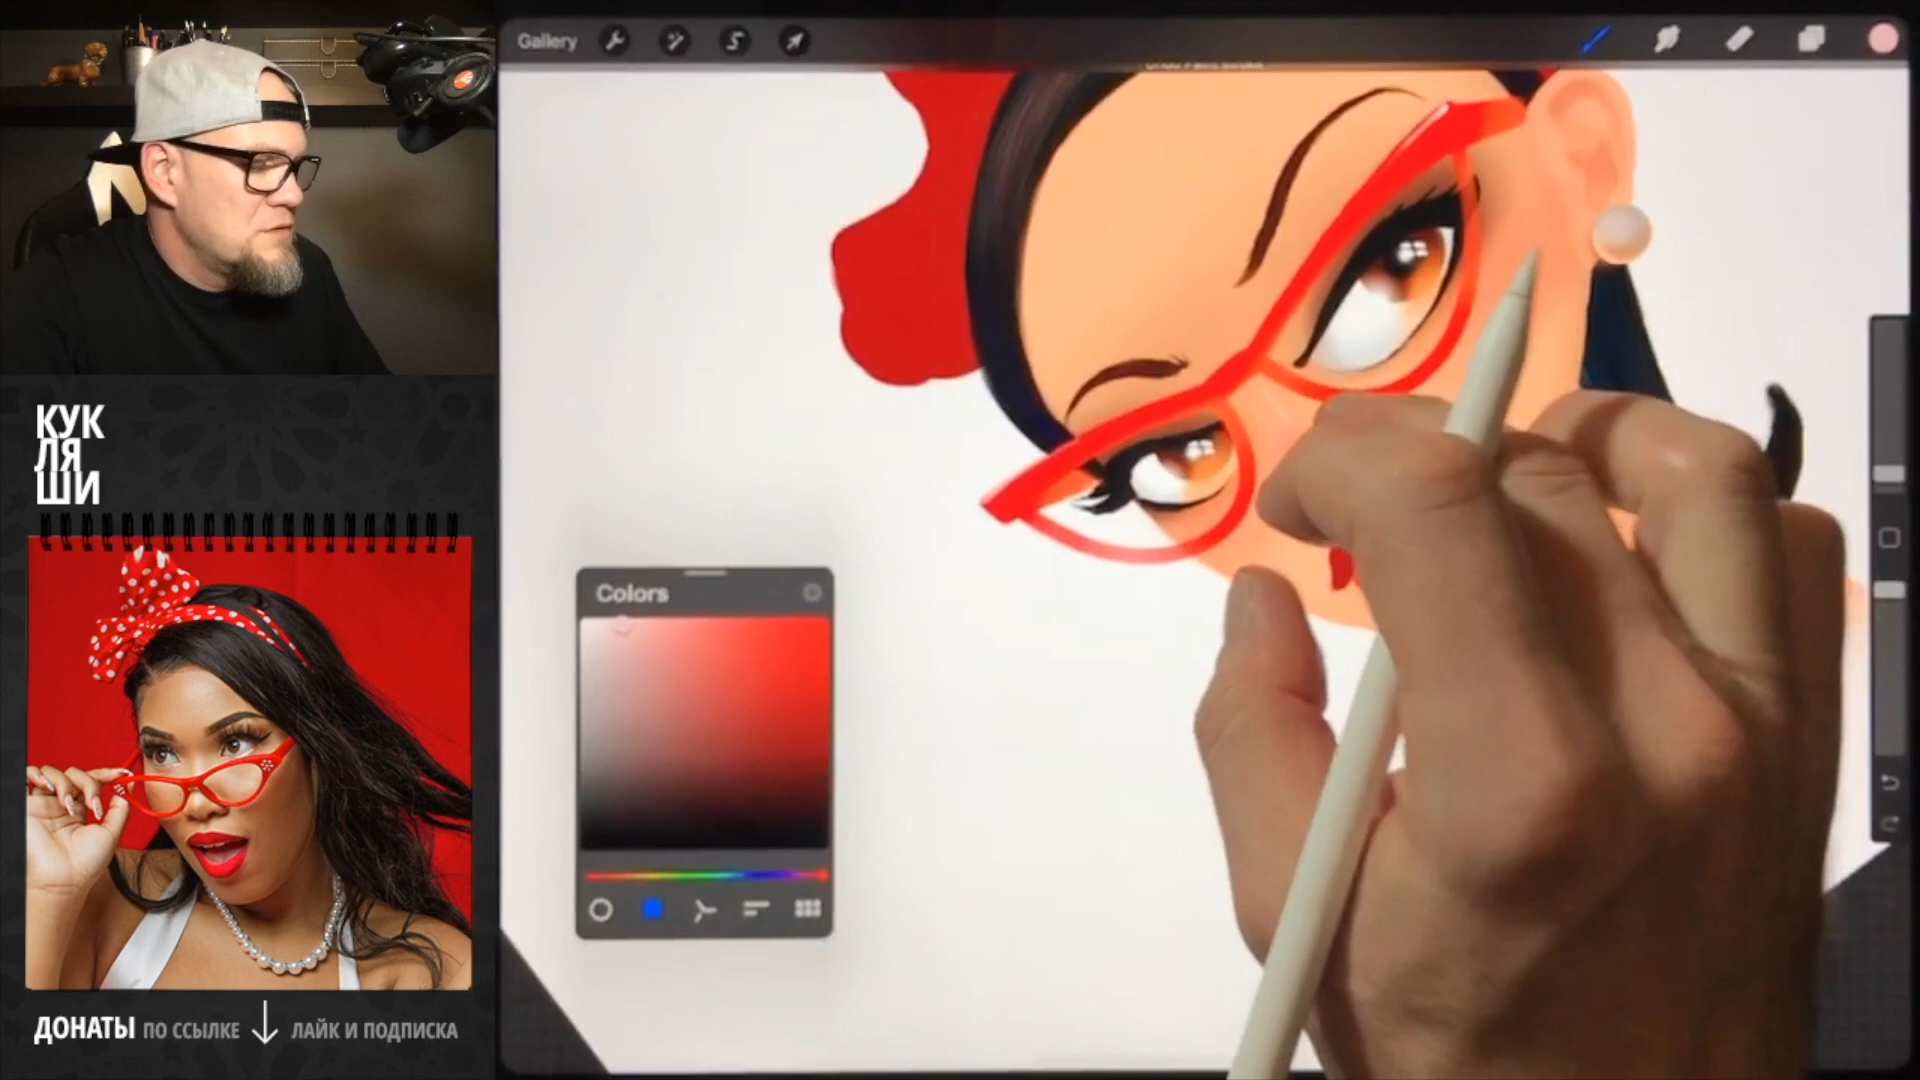 Gallery
КУК
ЛЯ
ШИ
Colors
ДОНАТЫ ПО ССЫЛКЕ ↓ ЛАЙК И ПОДПИСКА